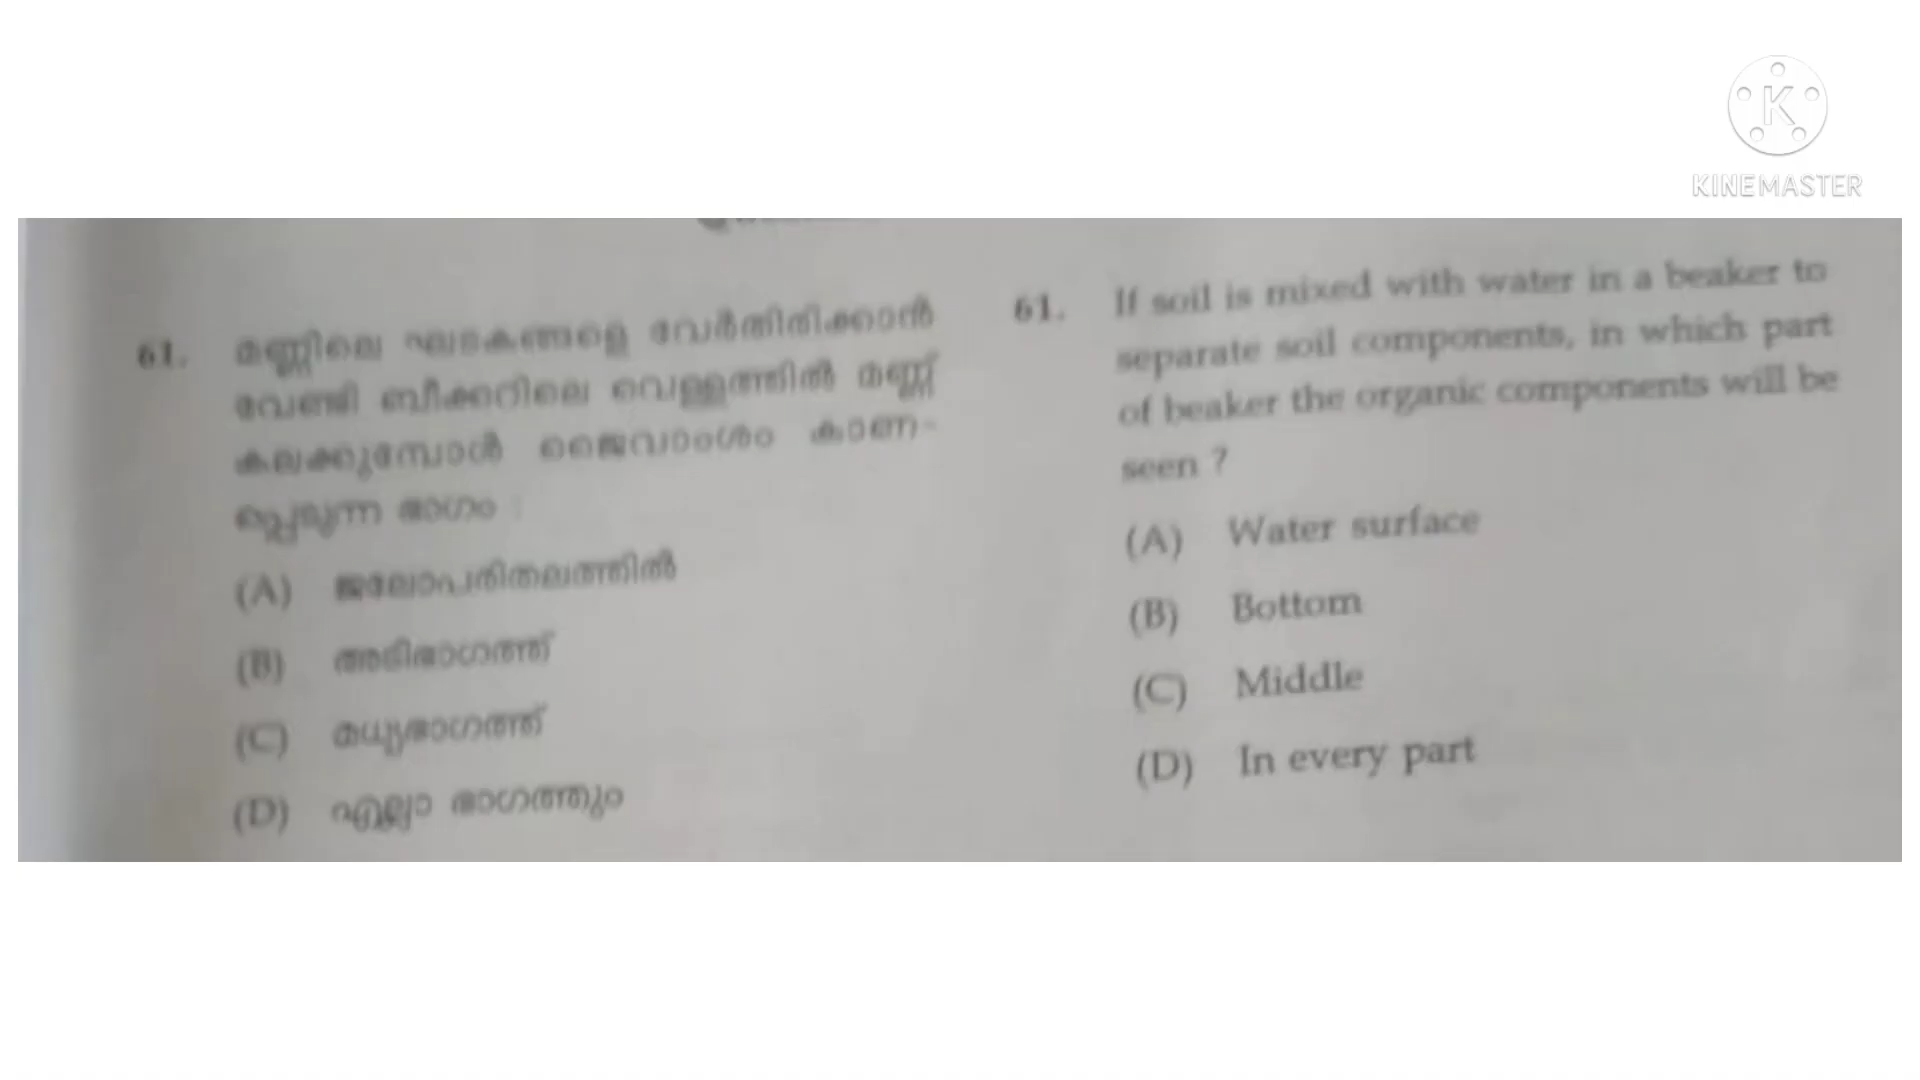 KINEMASTER
61. മണ്ണിലെ ഘടകങ്ങളെ വേർതിരിക്കാൻ
വേണ്ടി ബീക്കറിലെ വെള്ളത്തിൽ മണ്ണ്
കലക്കുമ്പോൾ ജൈവാംശം കാണ-
പ്പെടുന്ന ഭാഗം :
(A) ജലോപരിതലത്തിൽ
(B) അടിഭാഗത്ത്
(C) മധ്യഭാഗത്ത്
(D) എല്ലാ ഭാഗത്തും
61. If soil is mixed with water in a beaker to
separate soil components, in which part
of beaker the organic components will be
seen ?
(A) Water surface
(B) Bottom
(C) Middle
(D) In every part